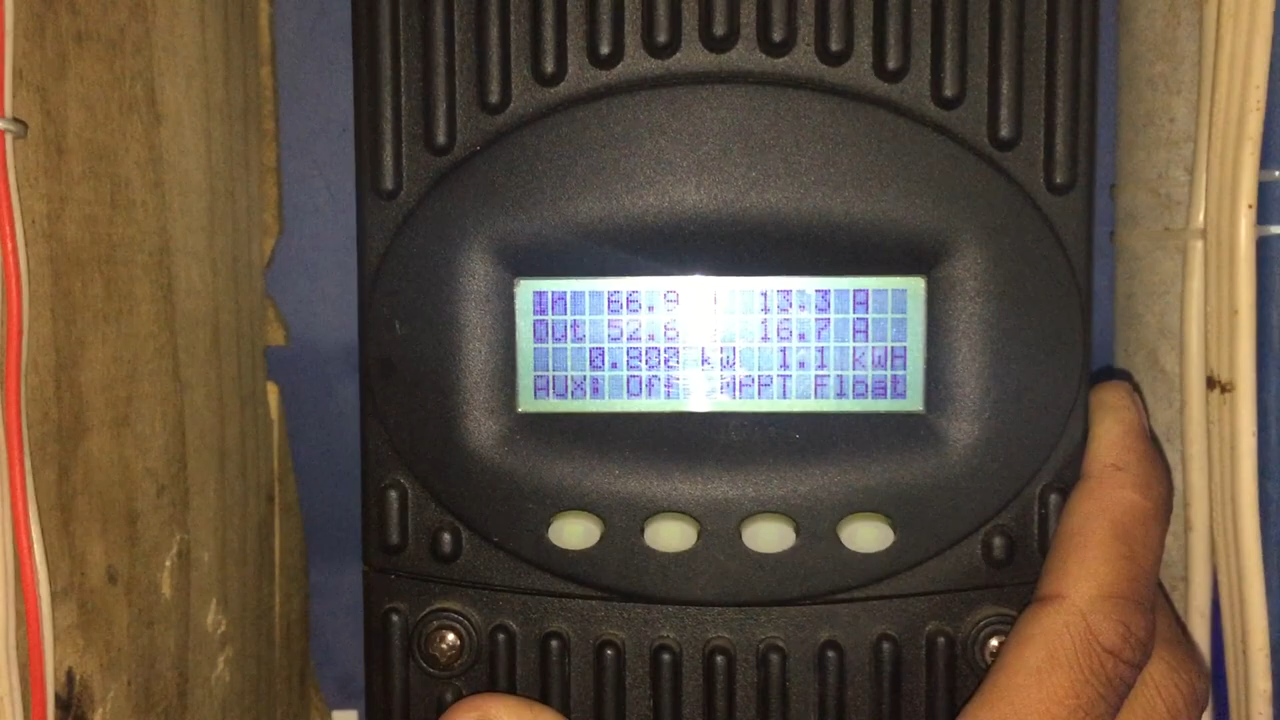 In 66.9 13.3 A
Out 52.6 16.7 A
0.802 kW 1.1 kWH
AUX: Off MPPT Float